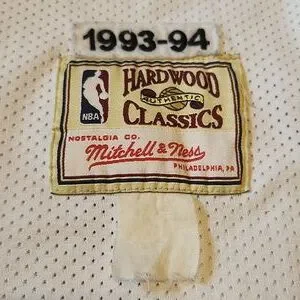 1993-94
NBA
HARDWOOD
AUTHENTIC
CLASSICS
NOSTALGIA CO.
Mitchell & Ness
PHILADELPHIA, PA